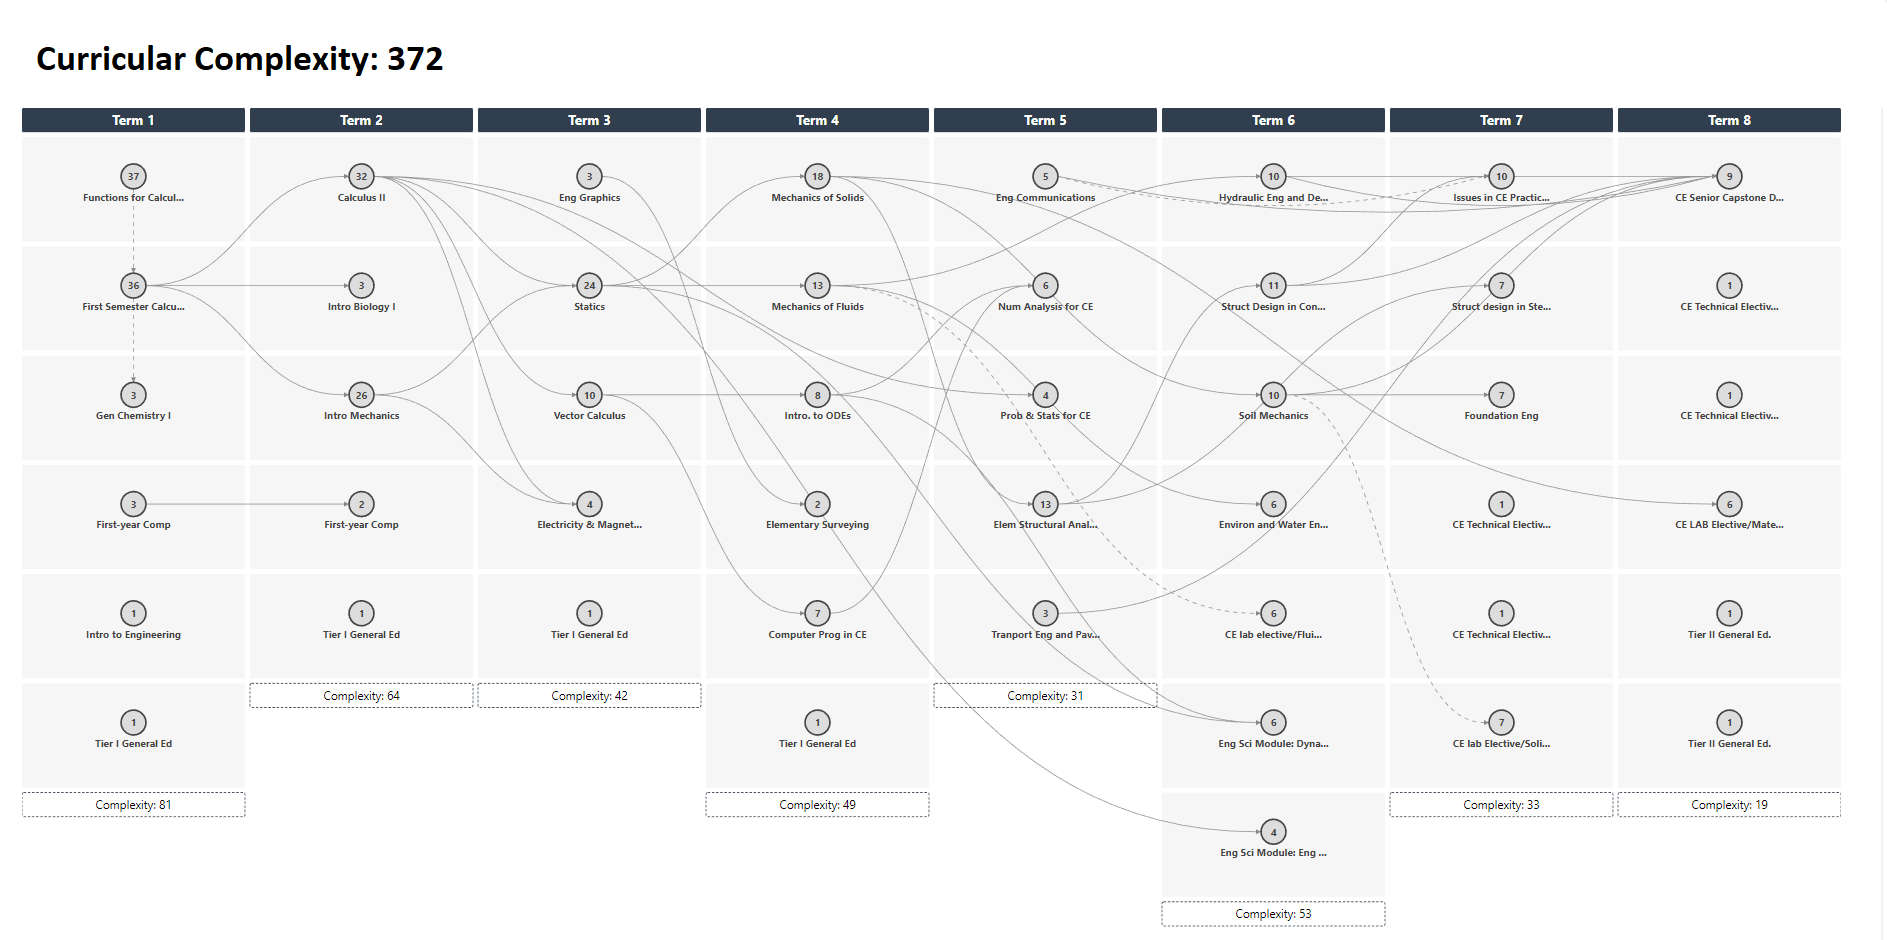 Curricular Complexity: 372
Term 1
Term 2
Term 3
Term 4
Term 5
Term 6
Term 7
Term 8
37
32
3
18
5
10
10
9
Functions for Calcul...
Calculus II
Eng Graphics
Mechanics of Solids
Eng Communications
Hydraulic Eng and De...
Issues in CE Practic...
CE Senior Capstone D...
36
3
24
13
6
11
7
1
First Semester Calcu...
Intro Biology I
Statics
Mechanics of Fluids
Num Analysis for CE
Struct Design in Con...
Struct design in Ste...
CE Technical Electiv...
3
26
10
8
4
10
7
1
Gen Chemistry I
Intro Mechanics
Vector Calculus
Intro. to ODEs
Prob & Stats for CE
Soil Mechanics
Foundation Eng
CE Technical Electiv...
3
2
4
2
13
6
1
6
First-year Comp
First-year Comp
Electricity & Magnet...
Elementary Surveying
Elem Structural Anal...
Environ and Water En...
CE Technical Electiv...
CE LAB Elective/Mate...
1
1
1
7
3
6
1
1
Intro to Engineering
Tier I General Ed
Tier I General Ed
Computer Prog in CE
Tranport Eng and Pav...
CE lab elective/Flui...
CE Technical Electiv...
Tier II General Ed.
Complexity: 64
Complexity: 42
Complexity: 31
1
1
6
7
1
Tier I General Ed
Tier I General Ed
Eng Sci Module: Dyna...
CE lab Elective/Soli...
Tier II General Ed.
Complexity: 81
Complexity: 49
Complexity: 33
Complexity: 19
4
Eng Sci Module: Eng ...
Complexity: 53